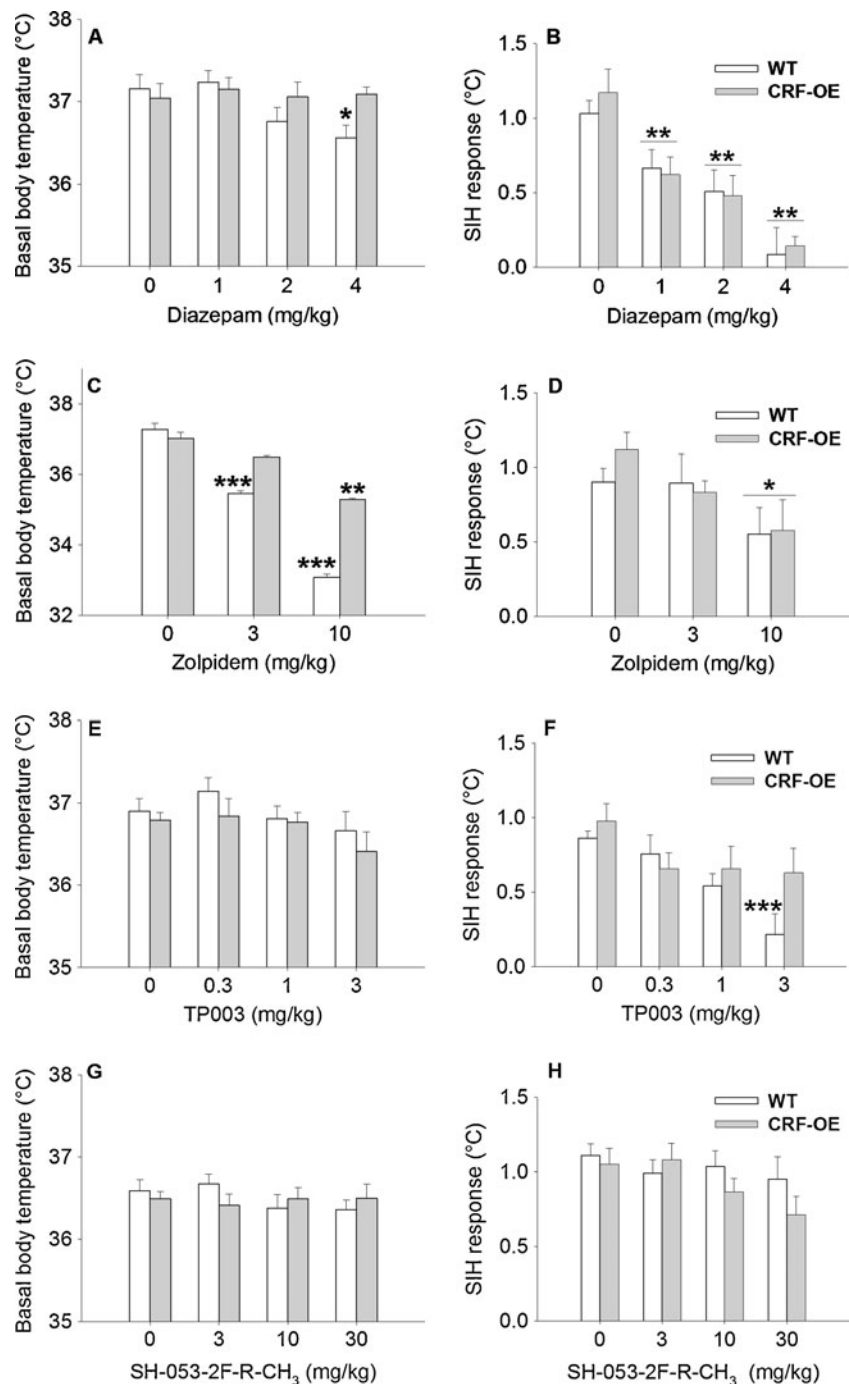 A
Basal body temperature (°C)
38
37
36
35
*
0 1 2 4
Diazepam (mg/kg)
B
SIH response (°C)
1.5
1.0
0.5
0.0
WT
CRF-OE
**
**
**
0 1 2 4
Diazepam (mg/kg)
C
Basal body temperature (°C)
38
36
35
33
32
***
***
**
0 3 10
Zolpidem (mg/kg)
D
SIH response (°C)
1.5
1.0
0.5
0.0
WT
CRF-OE
*
0 3 10
Zolpidem (mg/kg)
E
Basal body temperature (°C)
38
37
36
35
0 0.3 1 3
TP003 (mg/kg)
F
SIH response (°C)
1.5
1.0
0.5
0.0
WT
CRF-OE
***
0 0.3 1 3
TP003 (mg/kg)
G
Basal body temperature (°C)
38
37
36
35
0 3 10 30
SH-053-2F-R-CH₃ (mg/kg)
H
SIH response (°C)
1.5
1.0
1.5
0.0
WT
CRF-OE
0 3 10 30
SH-053-2F-R-CH₃ (mg/kg)